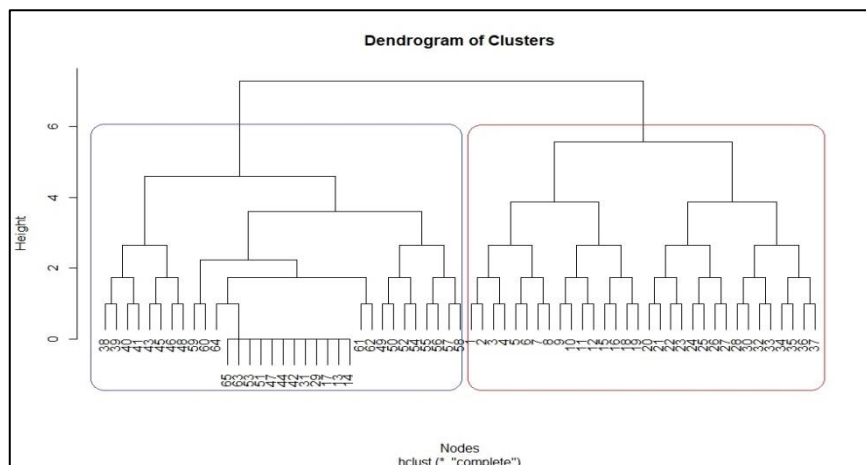 Dendrogram of Clusters
Height
6
4
2
0
38 39 40 41 43 45 46 48 59 60 64 61 62 49 50 52 54 55 56 57 58 1 2 3 4 5 6 7 8 9 10 11 12 15 16 18 19 20 21 22 23 24 25 26 27 28 30 32 33 34 35 36 37
65 63 53 51 47 44 42 31 29 17 13 14
Nodes
hclust (*, "complete")